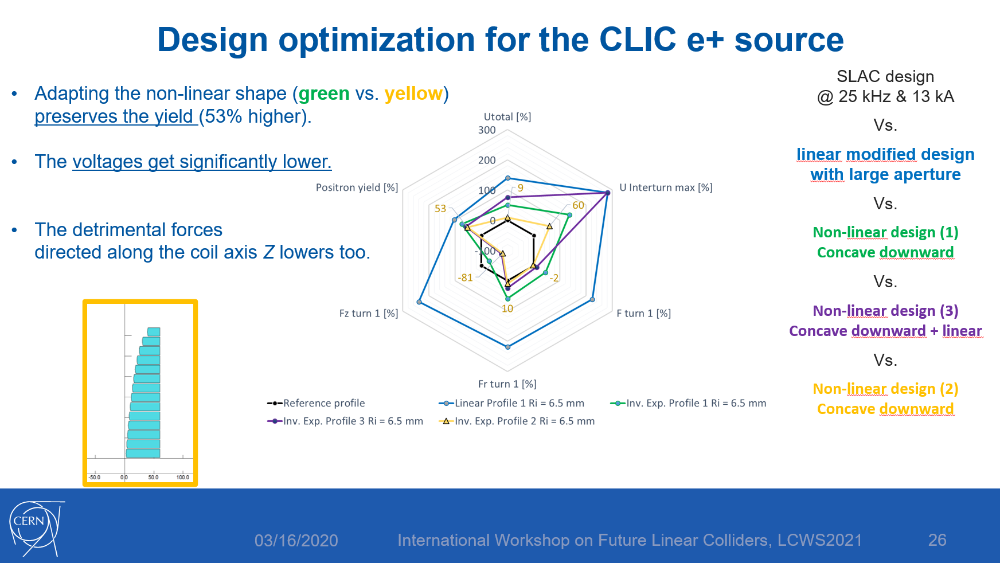 Design optimization for the CLIC e+ source
• Adapting the non-linear shape (green vs. yellow)
preserves the yield (53% higher).
• The voltages get significantly lower.
• The detrimental forces
directed along the coil axis Z lowers too.
Utotal [%]
300
200
100
0
-100
9
60
53
-81
-2
10
Positron yield [%]
U Interturn max [%]
Fz turn 1 [%]
F turn 1 [%]
Fr turn 1 [%]
Reference profile
Linear Profile 1 Ri = 6.5 mm
Inv. Exp. Profile 1 Ri = 6.5 mm
Inv. Exp. Profile 3 Ri = 6.5 mm
Inv. Exp. Profile 2 Ri = 6.5 mm
SLAC design
@ 25 kHz & 13 kA
Vs.
linear modified design
with large aperture
Vs.
Non-linear design (1)
Concave downward
Vs.
Non-linear design (3)
Concave downward + linear
Vs.
Non-linear design (2)
Concave downward
-50.0 0.0 50.0 100.0
CERN
03/16/2020
International Workshop on Future Linear Colliders, LCWS2021
26